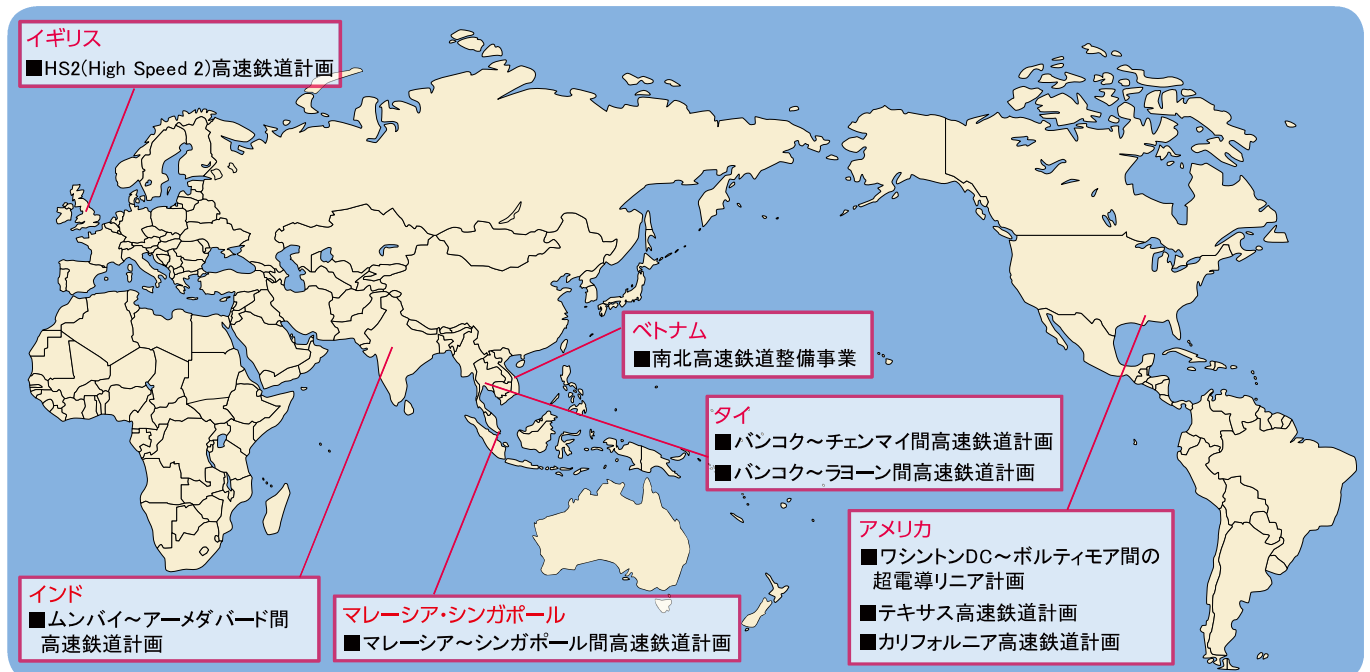 イギリス
■HS2(High Speed 2)高速鉄道計画
ベトナム
■南北高速鉄道整備事業
タイ
■バンコク～チェンマイ間高速鉄道計画
■バンコク～ラヨーン間高速鉄道計画
アメリカ
■ワシントンDC～ボルティモア間の
超電導リニア計画
■テキサス高速鉄道計画
■カリフォルニア高速鉄道計画
インド
■ムンバイ～アーメダバード間
高速鉄道計画
マレーシア・シンガポール
■マレーシア～シンガポール間高速鉄道計画